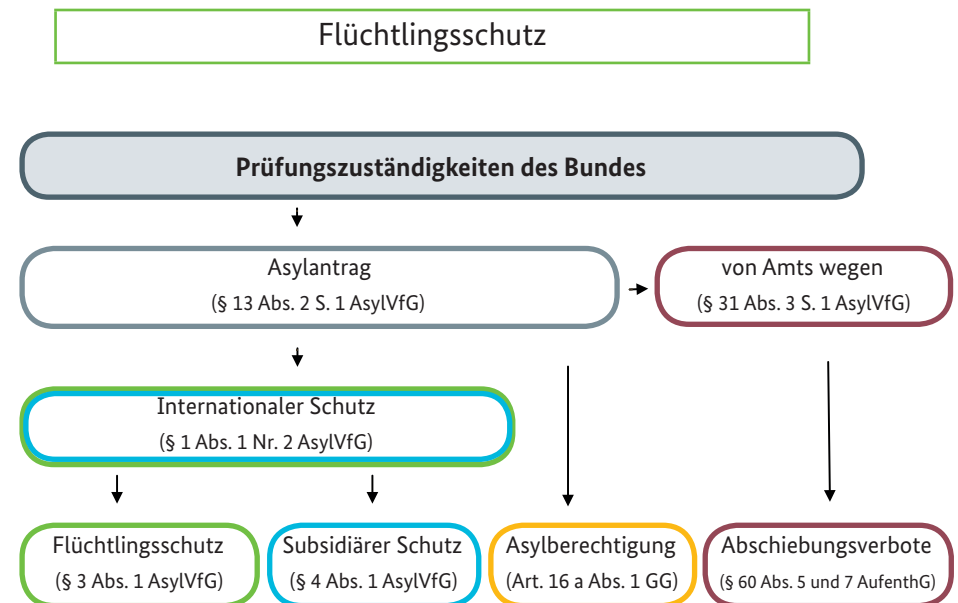 Flüchtlingsschutz
Prüfungszuständigkeiten des Bundes
Asylantrag
(§ 13 Abs. 2 S. 1 AsylVfG)
von Amts wegen
(§ 31 Abs. 3 S. 1 AsylVfG)
Internationaler Schutz
(§ 1 Abs. 1 Nr. 2 AsylVfG)
Flüchtlingsschutz
(§ 3 Abs. 1 AsylVfG)
Subsidiärer Schutz
(§ 4 Abs. 1 AsylVfG)
Asylberechtigung
(Art. 16 a Abs. 1 GG)
Abschiebungsverbote
(§ 60 Abs. 5 und 7 AufenthG)